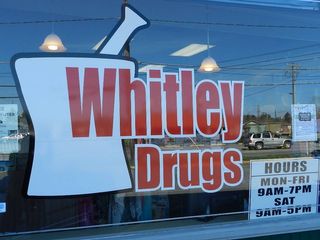 Whitley
Drugs
HOURS
MON-FRI
9AM-7PM
SAT
9AM-5PM